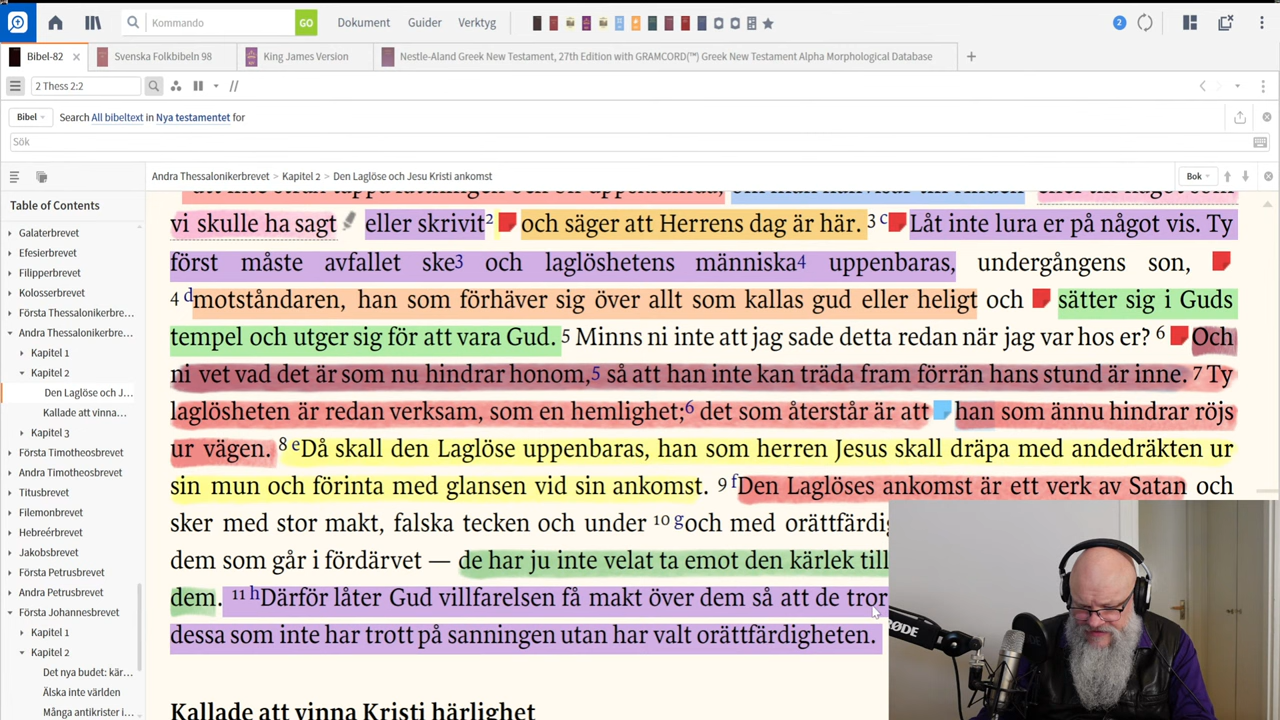 Kommando
GO
Dokument
Guider
Verktyg
2
Bibel-82
Svenska Folkbibeln 98
King James Version
Nestle-Aland Greek New Testament, 27th Edition with GRAMCORD(™) Greek New Testament Alpha Morphological Database
2 Thess 2:2
Bibel
Search All bibeltext in Nya testamentet for
Sök
Andra Thessalonikerbrevet > Kapitel 2 > Den Laglöse och Jesu Kristi ankomst
Bok
Table of Contents
Galaterbrevet
Efesierbrevet
Filipperbrevet
Kolosserbrevet
Första Thessalonikerbre...
Andra Thessalonikerbre...
Kapitel 1
Kapitel 2
Den Laglöse och J...
Kallade att vinna...
Kapitel 3
Första Timotheosbrevet
Andra Timotheosbrevet
Titusbrevet
Filemonbrevet
Hebreérbrevet
Jakobsbrevet
Första Petrusbrevet
Andra Petrusbrevet
Första Johannesbrevet
Kapitel 1
Kapitel 2
Det nya budet: kär...
Älska inte världen
Många antikrister i...
vi skulle ha sagt eller skrivit2 och säger att Herrens dag är här. 3 c Låt inte lura er på något vis. Ty
först måste avfallet ske3 och laglöshetens människa4 uppenbaras, undergångens son,
4 d motståndaren, han som förhäver sig över allt som kallas gud eller heligt och sätter sig i Guds
tempel och utger sig för att vara Gud. 5 Minns ni inte att jag sade detta redan när jag var hos er? 6 Och
ni vet vad det är som nu hindrar honom,5 så att han inte kan träda fram förrän hans stund är inne. 7 Ty
laglösheten är redan verksam, som en hemlighet;6 det som återstår är att han som ännu hindrar röjs
ur vägen. 8 e Då skall den Laglöse uppenbaras, han som herren Jesus skall dräpa med andedräkten ur
sin mun och förinta med glansen vid sin ankomst. 9 f Den Laglöses ankomst är ett verk av Satan och
sker med stor makt, falska tecken och under 10 g och med orättfärdi
dem som går i fördärvet — de har ju inte velat ta emot den kärlek till
dem. 11 h Därför låter Gud villfarelsen få makt över dem så att de tror
dessa som inte har trott på sanningen utan har valt orättfärdigheten.
Kallade att vinna Kristi härlighet
RØDE